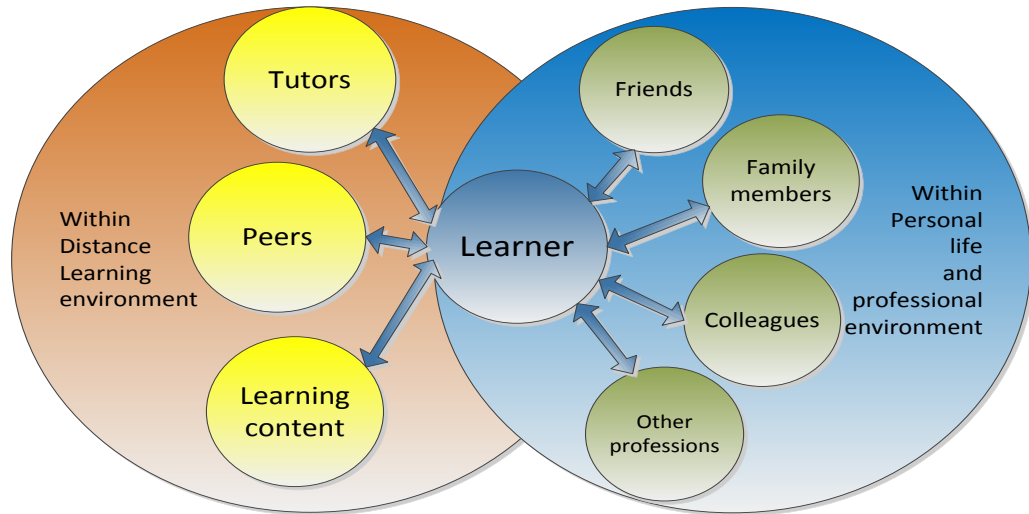 Tutors
Peers
Learning
content
Within
Distance
Learning
environment
Learner
Friends
Family
members
Colleagues
Other
professions
Within
Personal
life
and
professional
environment